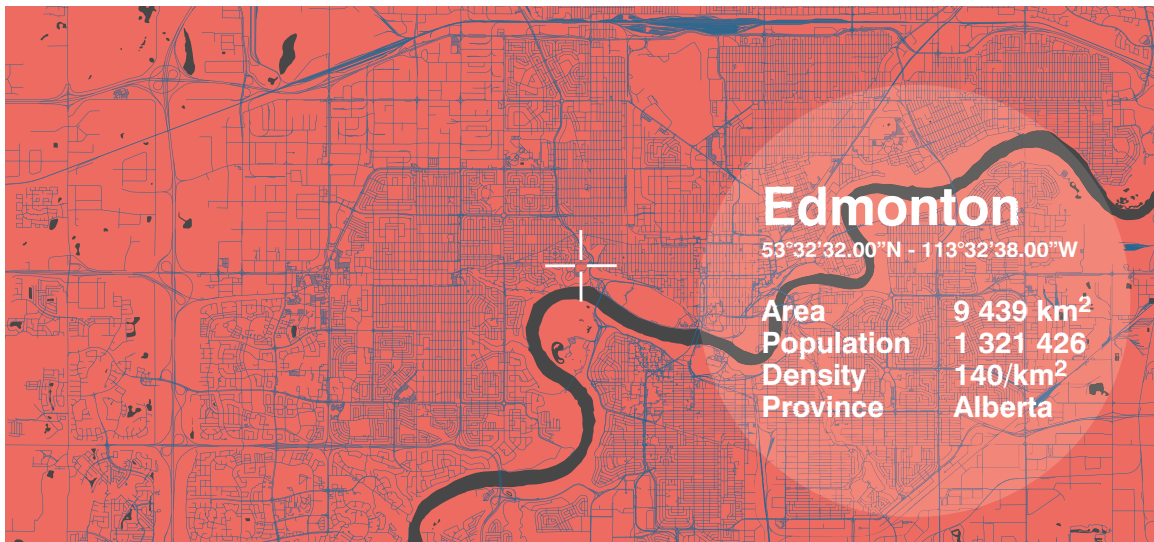 Edmonton
53°32’32.00”N - 113°32’38.00”W
Area 9 439 km²
Population 1 321 426
Density 140/km²
Province Alberta